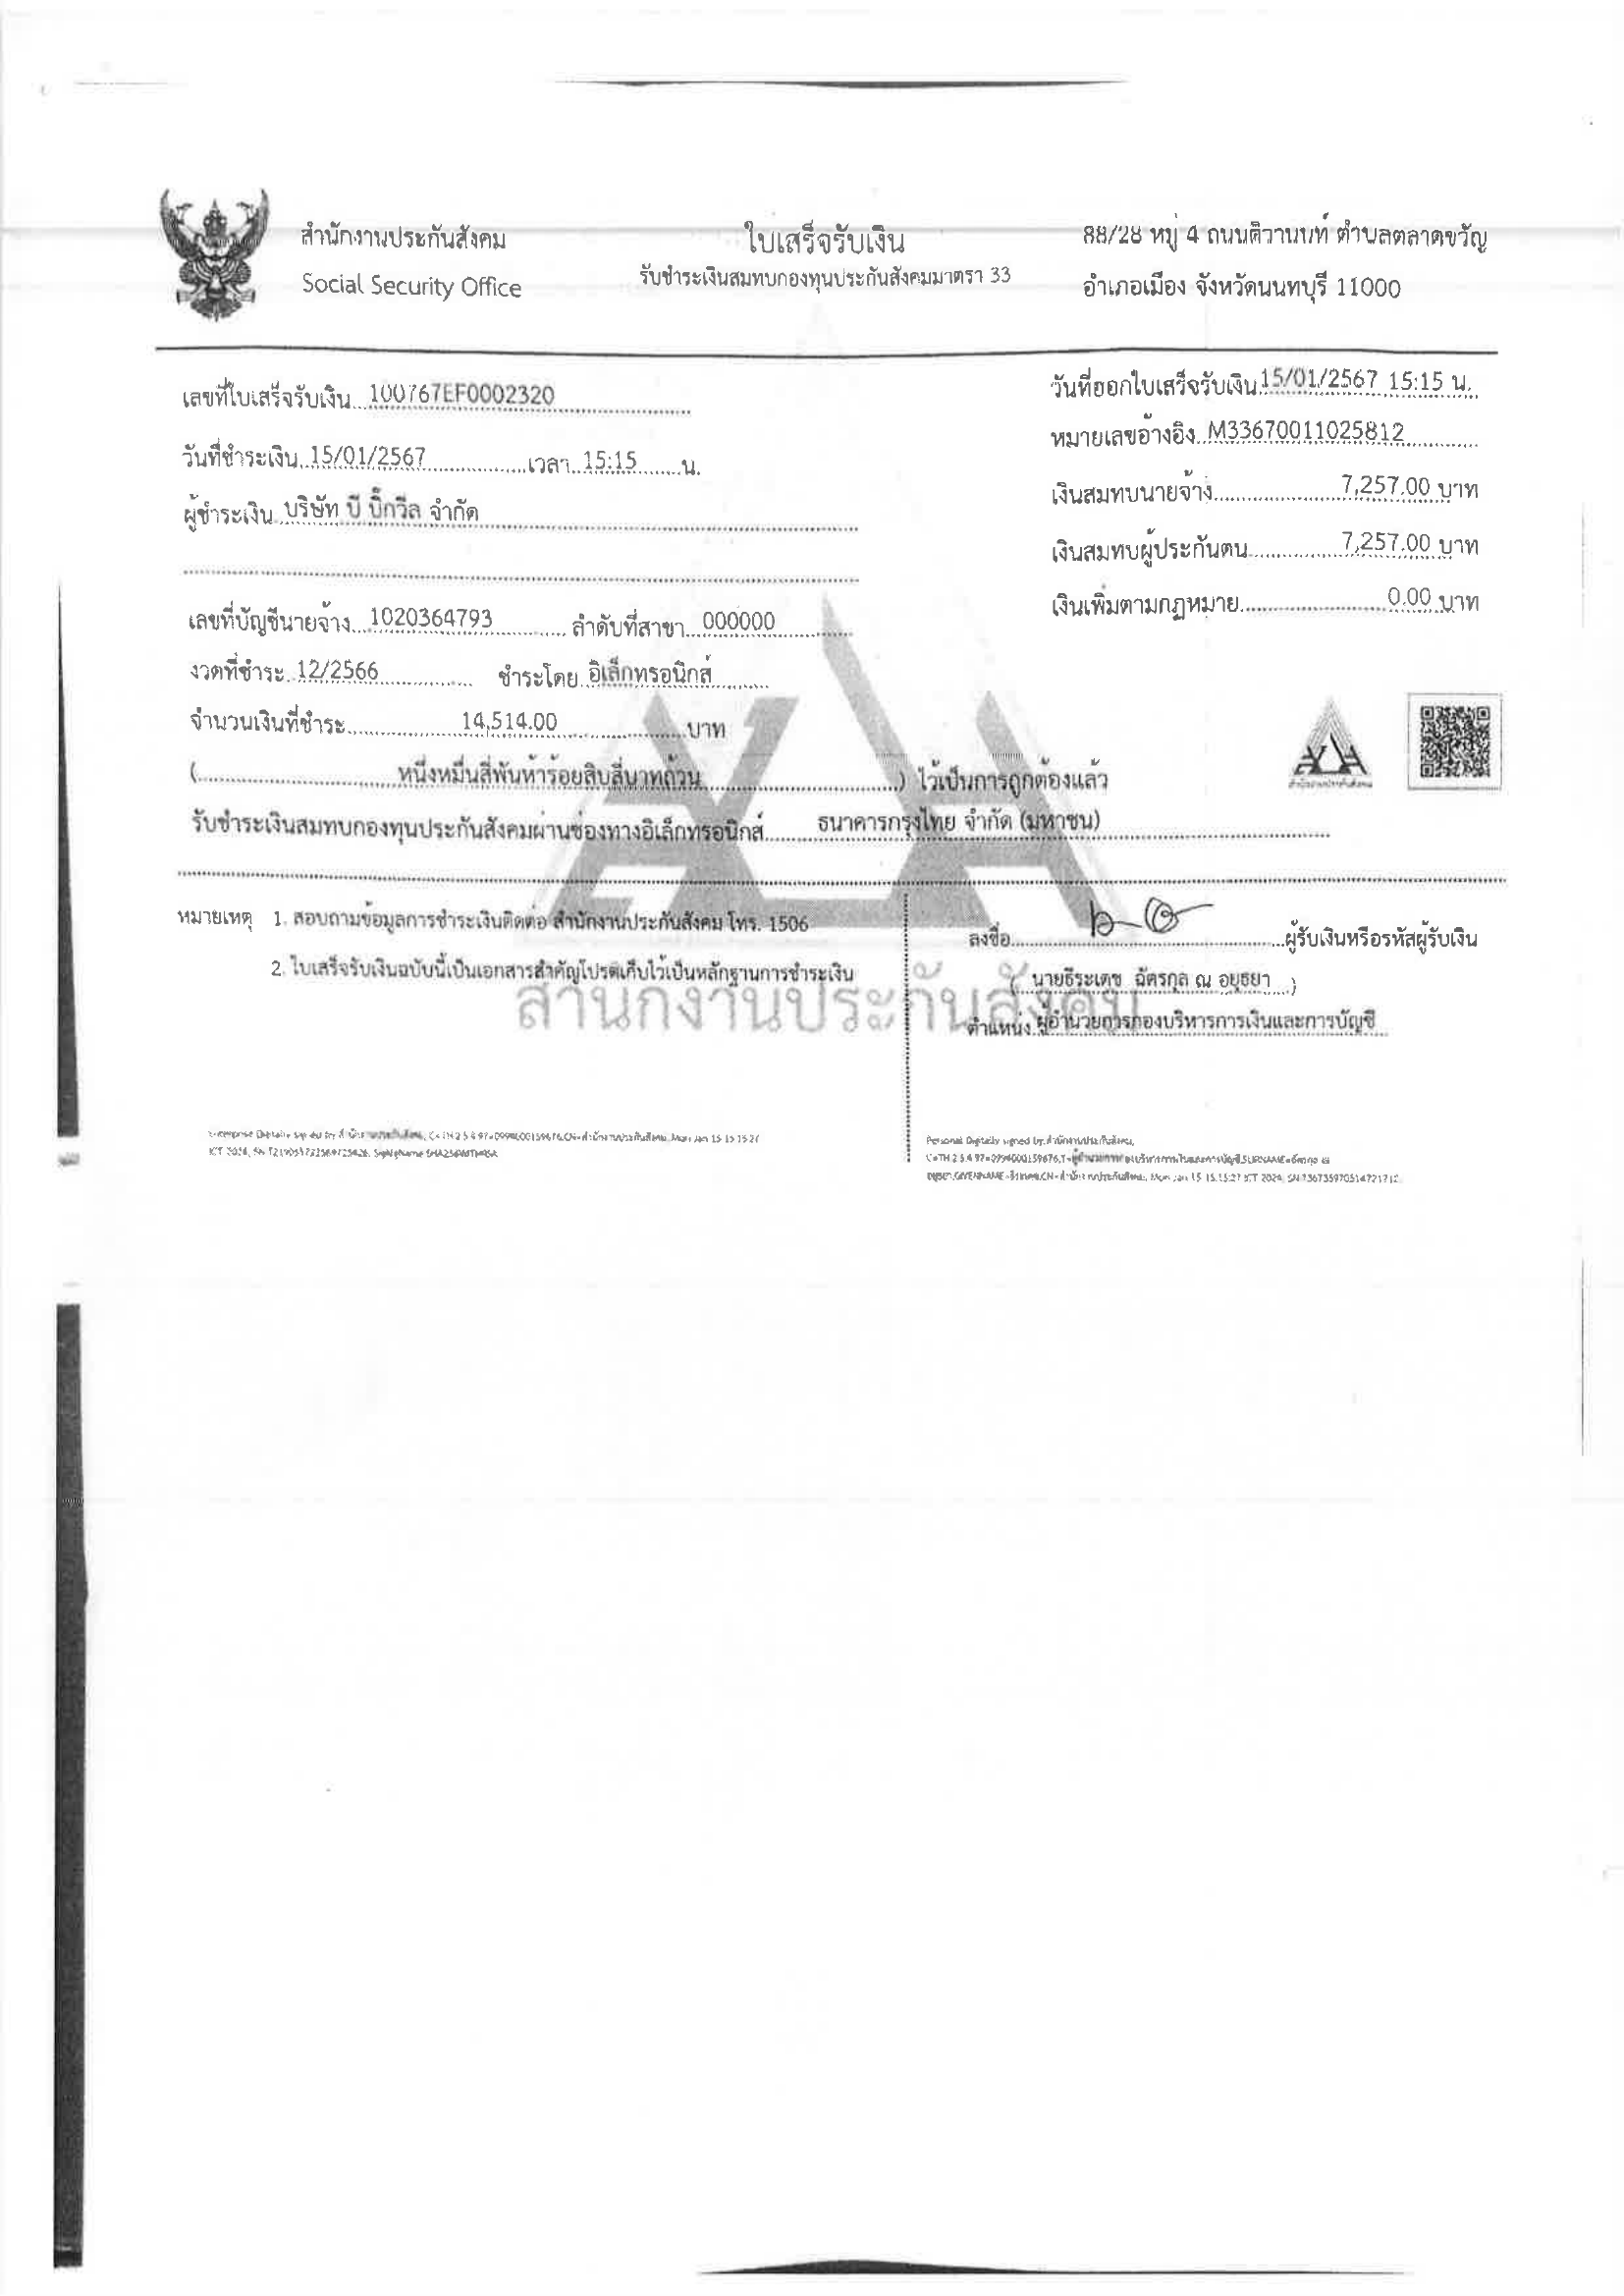 สำนักงานประกันสังคม
Social Security Office
ใบเสร็จรับเงิน
รับชำระเงินสมทบกองทุนประกันสังคมมาตรา 33
88/28 หมู่ 4 ถนนติวานนท์ ตำบลตลาดขวัญ
อำเภอเมือง จังหวัดนนทบุรี 11000
เลขที่ใบเสร็จรับเงิน 100767EF0002320
วันที่ชำระเงิน 15/01/2567 เวลา 15:15 น.
ผู้ชำระเงิน บริษัท บี บิ๊กวีล จำกัด
วันที่ออกใบเสร็จรับเงิน 15/01/2567 15:15 น.
หมายเลขอ้างอิง M33670011025812
เงินสมทบนายจ้าง 7,257.00 บาท
เงินสมทบผู้ประกันตน 7,257.00 บาท
เงินเพิ่มตามกฎหมาย 0.00 บาท
เลขที่บัญชีนายจ้าง 1020364793 ลำดับที่สาขา 000000
งวดที่ชำระ 12/2566 ชำระโดย อิเล็กทรอนิกส์
จำนวนเงินที่ชำระ 14,514.00 บาท
( หนึ่งหมื่นสี่พันห้าร้อยสิบสี่บาทถ้วน ) ไว้เป็นการถูกต้องแล้ว
รับชำระเงินสมทบกองทุนประกันสังคมผ่านช่องทางอิเล็กทรอนิกส์ ธนาคารกรุงไทย จำกัด (มหาชน)
หมายเหตุ 1. สอบถามข้อมูลการชำระเงินติดต่อ สำนักงานประกันสังคม โทร. 1506
2. ใบเสร็จรับเงินฉบับนี้เป็นเอกสารสำคัญโปรดเก็บไว้เป็นหลักฐานการชำระเงิน
ลงชื่อ ผู้รับเงินหรือรหัสผู้รับเงิน
( นายธีระเดช ฉัตรกุล ณ อยุธยา )
ตำแหน่ง ผู้อำนวยการกองบริหารการเงินและการบัญชี
สำนักงานประกันสังคม